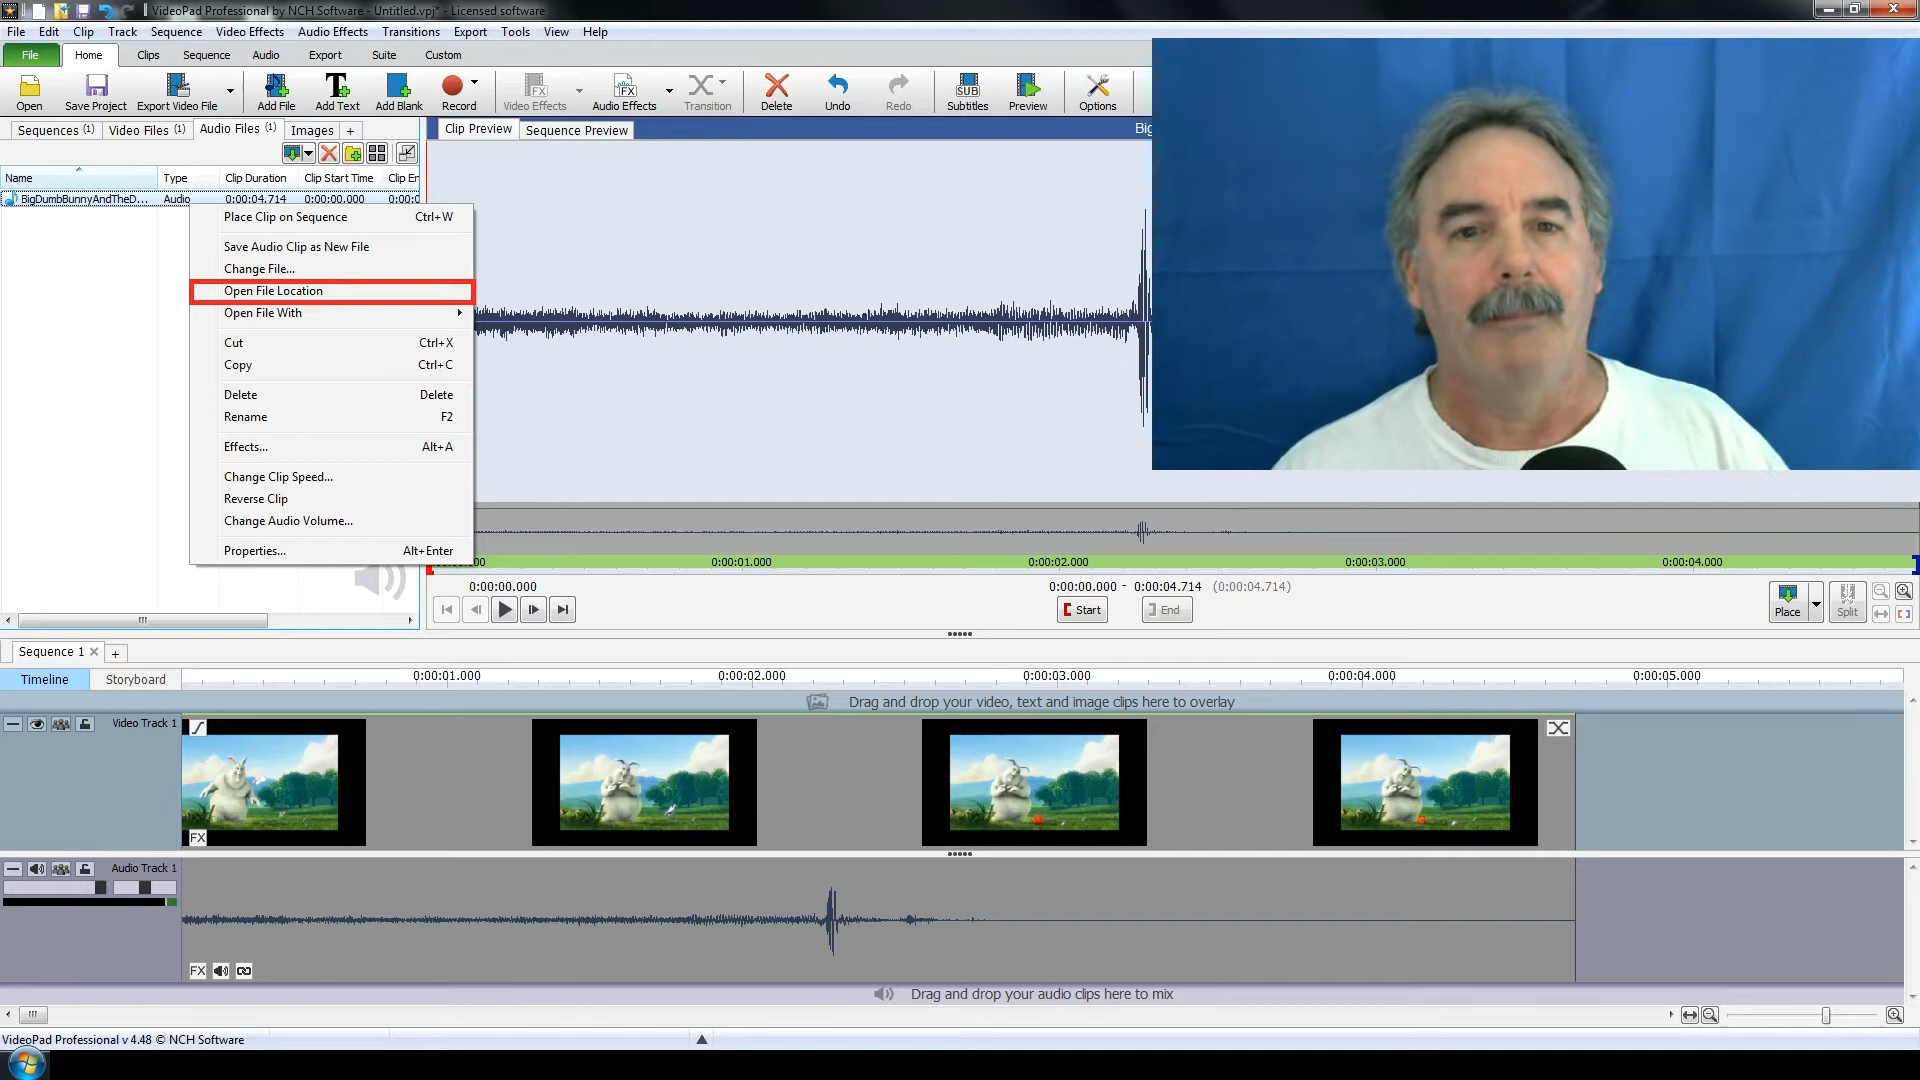 VideoPad Professional by NCH Software - Untitled.vpj* - Licensed software
File Edit Clip Track Sequence Video Effects Audio Effects Transitions Export Tools View Help
File Home Clips Sequence Audio Export Suite Custom
Open Save Project Export Video File Add File Add Text Add Blank Record Video Effects Audio Effects Transition Delete Undo Redo Subtitles Preview Options
Sequences (1) Video Files (1) Audio Files (1) Images +
Clip Preview Sequence Preview Big
Name Type Clip Duration Clip Start Time Clip En
BigDumbBunnyAndTheD... Audio 0:00:04.714 0:00:00.000 0:00:0
Place Clip on Sequence Ctrl+W
Save Audio Clip as New File
Change File...
Open File Location
Open File With
Cut Ctrl+X
Copy Ctrl+C
Delete Delete
Rename F2
Effects... Alt+A
Change Clip Speed...
Reverse Clip
Change Audio Volume...
Properties... Alt+Enter
0:00:01.000 0:00:02.000 0:00:03.000 0:00:04.000
0:00:00.000 0:00:00.000 - 0:00:04.714 (0:00:04.714)
Start End Place Split
Sequence 1 +
Timeline Storyboard 0:00:01.000 0:00:02.000 0:00:03.000 0:00:04.000 0:00:05.000
Drag and drop your video, text and image clips here to overlay
Video Track 1
FX
Audio Track 1
FX
Drag and drop your audio clips here to mix
VideoPad Professional v 4.48 © NCH Software